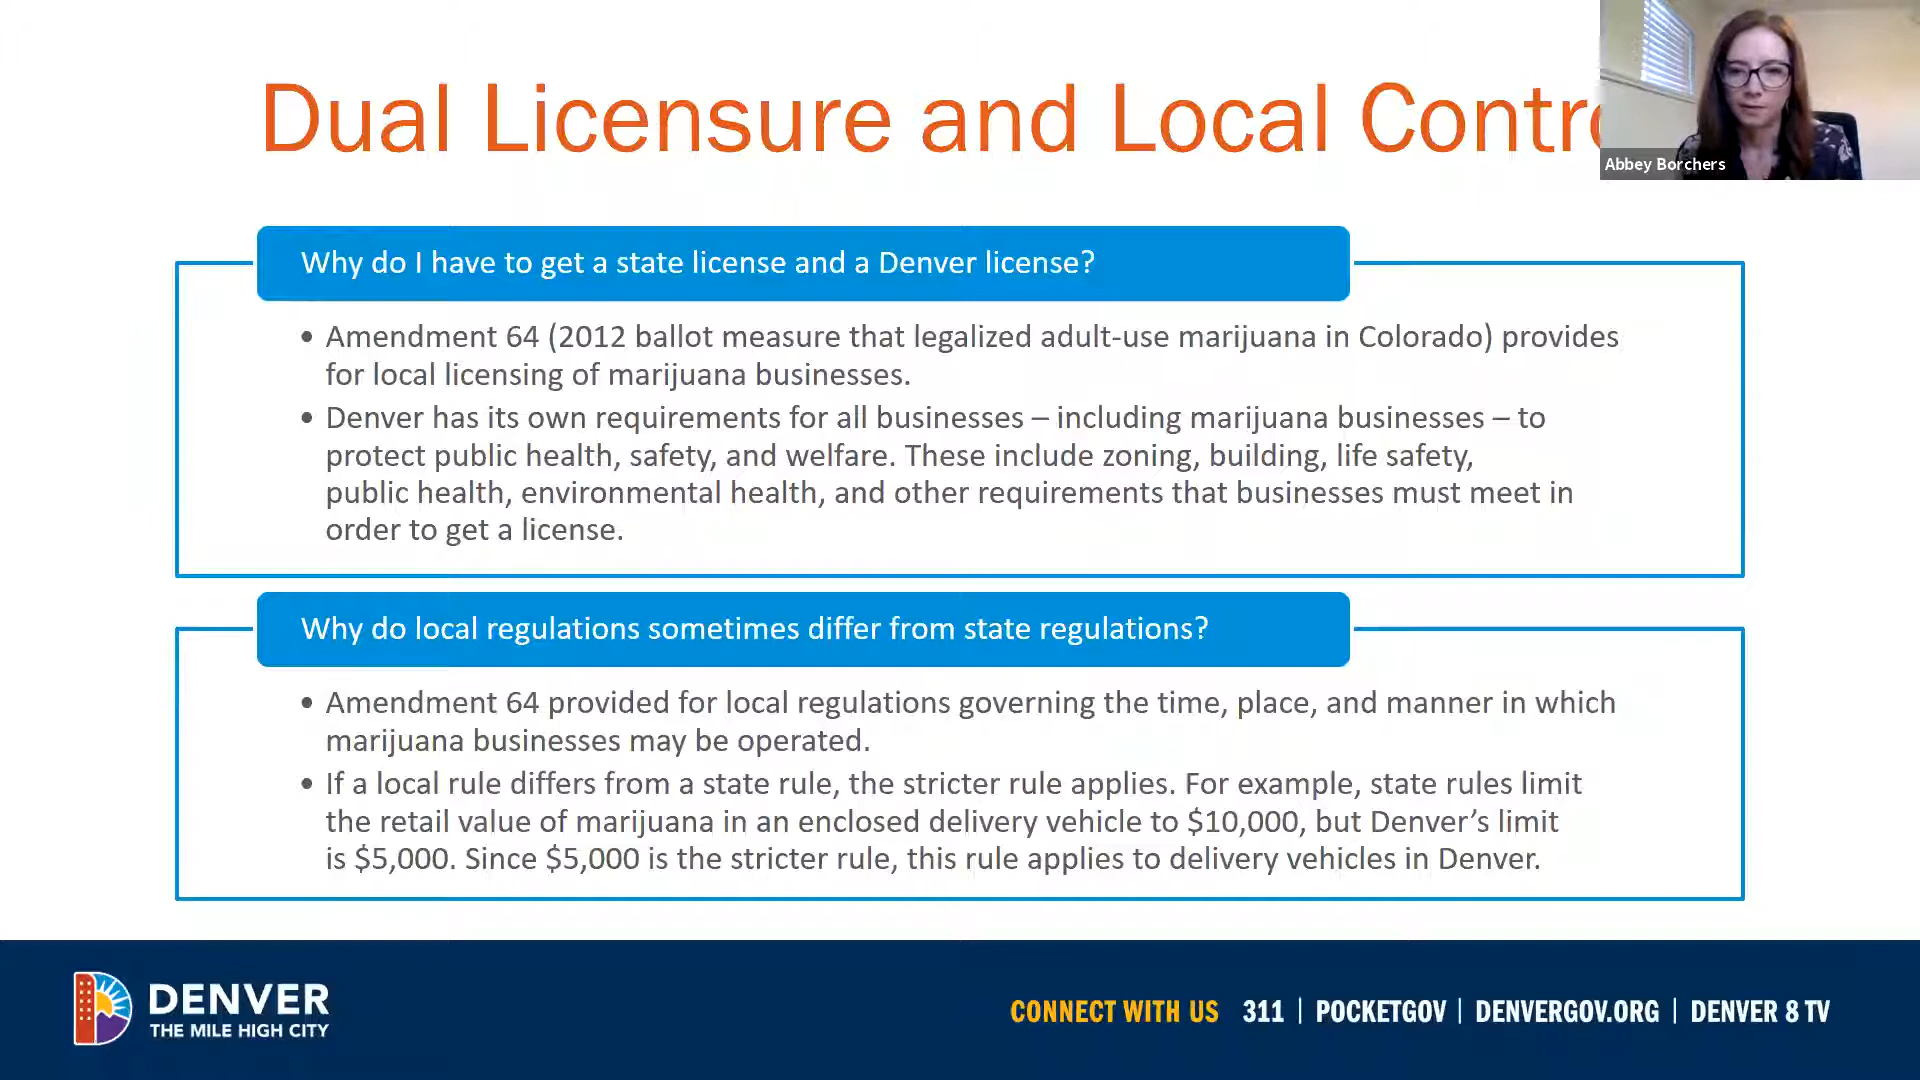 Dual Licensure and Local Contro
Abbey Borchers
Why do I have to get a state license and a Denver license?
• Amendment 64 (2012 ballot measure that legalized adult-use marijuana in Colorado) provides
for local licensing of marijuana businesses.
• Denver has its own requirements for all businesses – including marijuana businesses – to
protect public health, safety, and welfare. These include zoning, building, life safety,
public health, environmental health, and other requirements that businesses must meet in
order to get a license.
Why do local regulations sometimes differ from state regulations?
• Amendment 64 provided for local regulations governing the time, place, and manner in which
marijuana businesses may be operated.
• If a local rule differs from a state rule, the stricter rule applies. For example, state rules limit
the retail value of marijuana in an enclosed delivery vehicle to $10,000, but Denver’s limit
is $5,000. Since $5,000 is the stricter rule, this rule applies to delivery vehicles in Denver.
DENVER
THE MILE HIGH CITY
CONNECT WITH US 311 | POCKETGOV | DENVERGOV.ORG | DENVER 8 TV